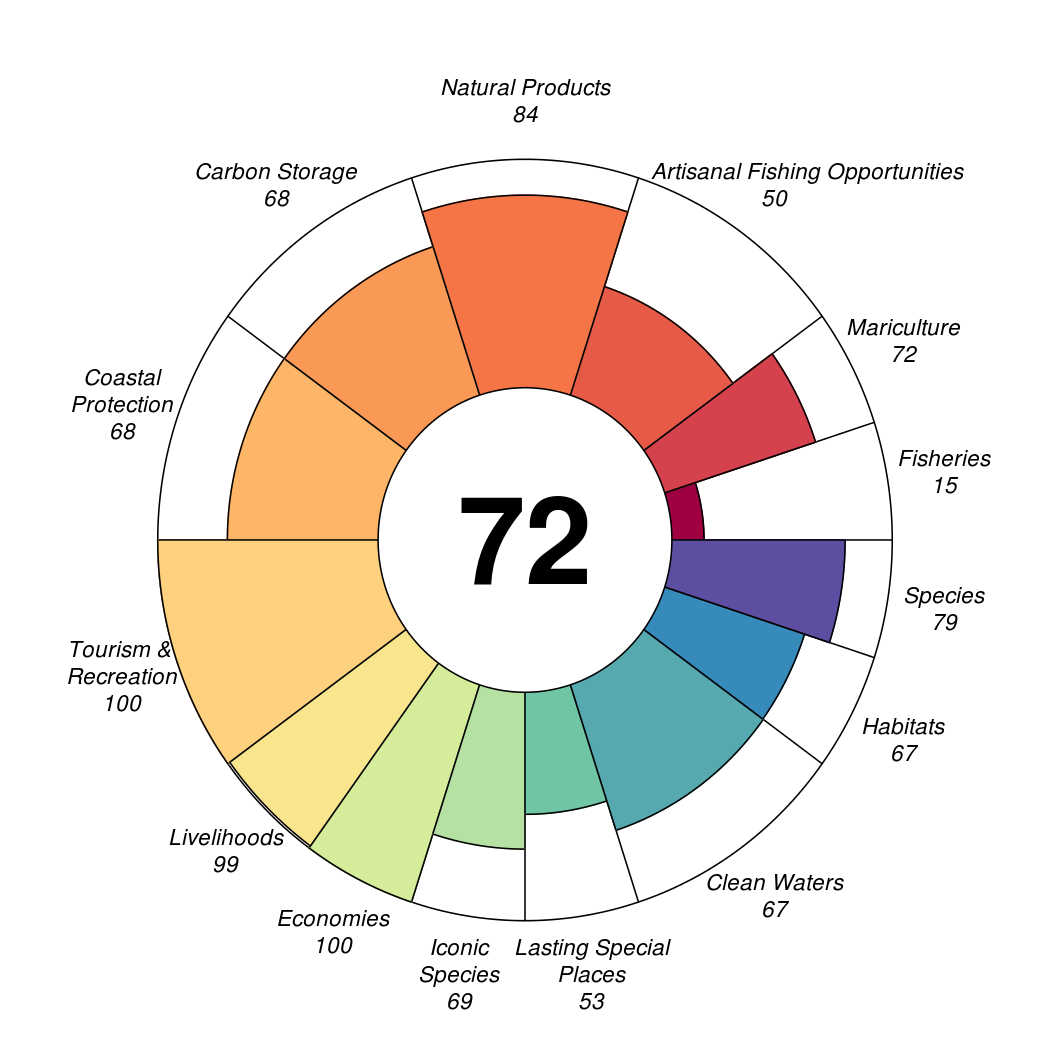 Natural Products
84
Carbon Storage
68
Artisanal Fishing Opportunities
50
Mariculture
72
Coastal
Protection
68
Fisheries
15
72
Species
79
Tourism &
Recreation
100
Habitats
67
Livelihoods
99
Clean Waters
67
Economies
100
Iconic
Species
69
Lasting Special
Places
53